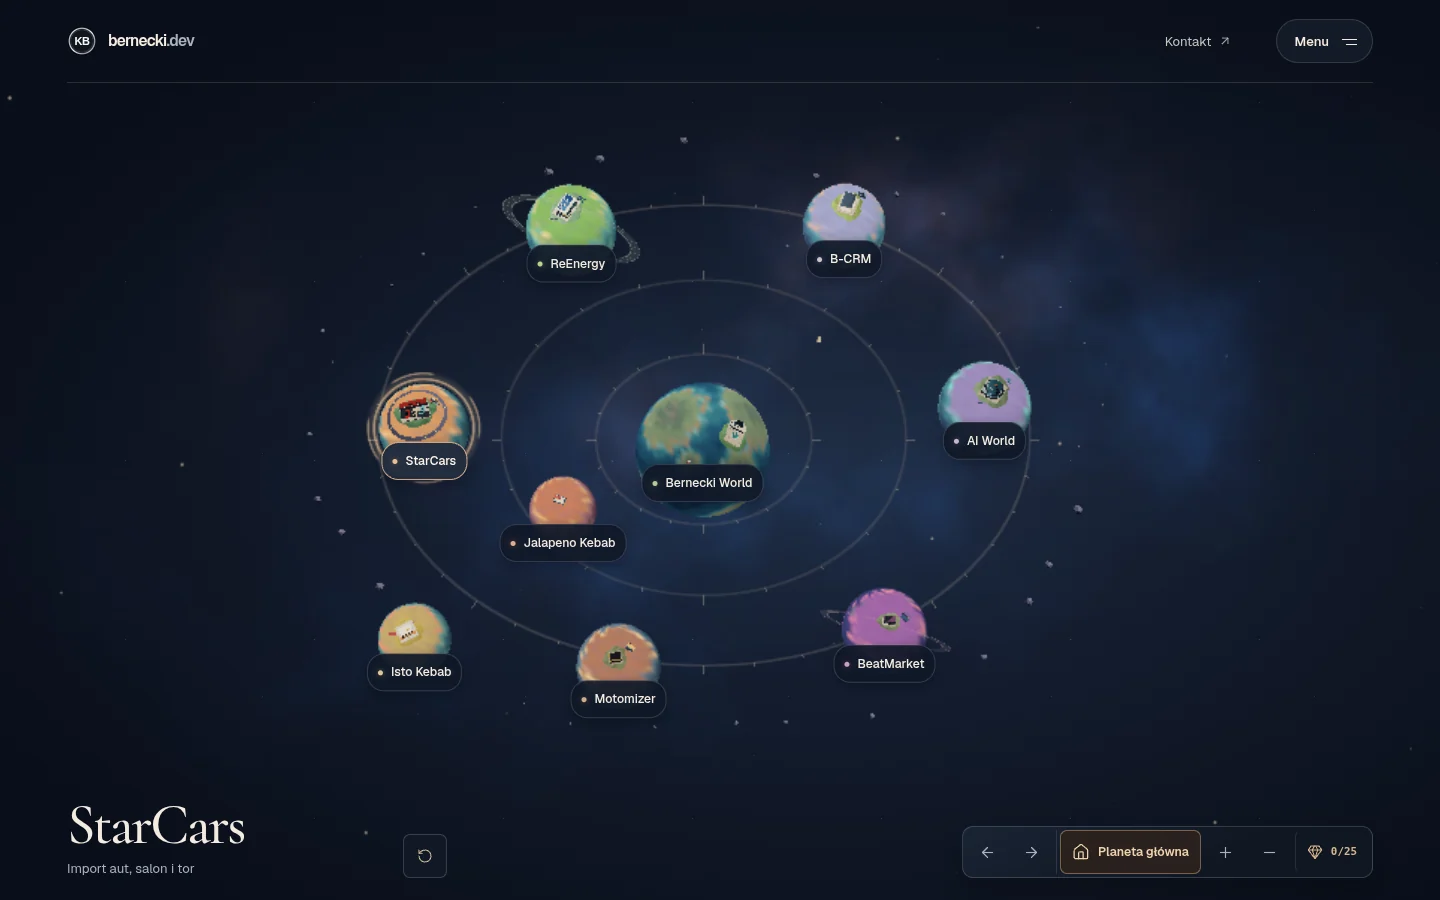 KB bernecki.dev
Kontakt
Menu
ReEnergy
B-CRM
StarCars
AI World
Bernecki World
Jalapeno Kebab
Isto Kebab
Motomizer
BeatMarket
StarCars
Import aut, salon i tor
Planeta główna
0/25